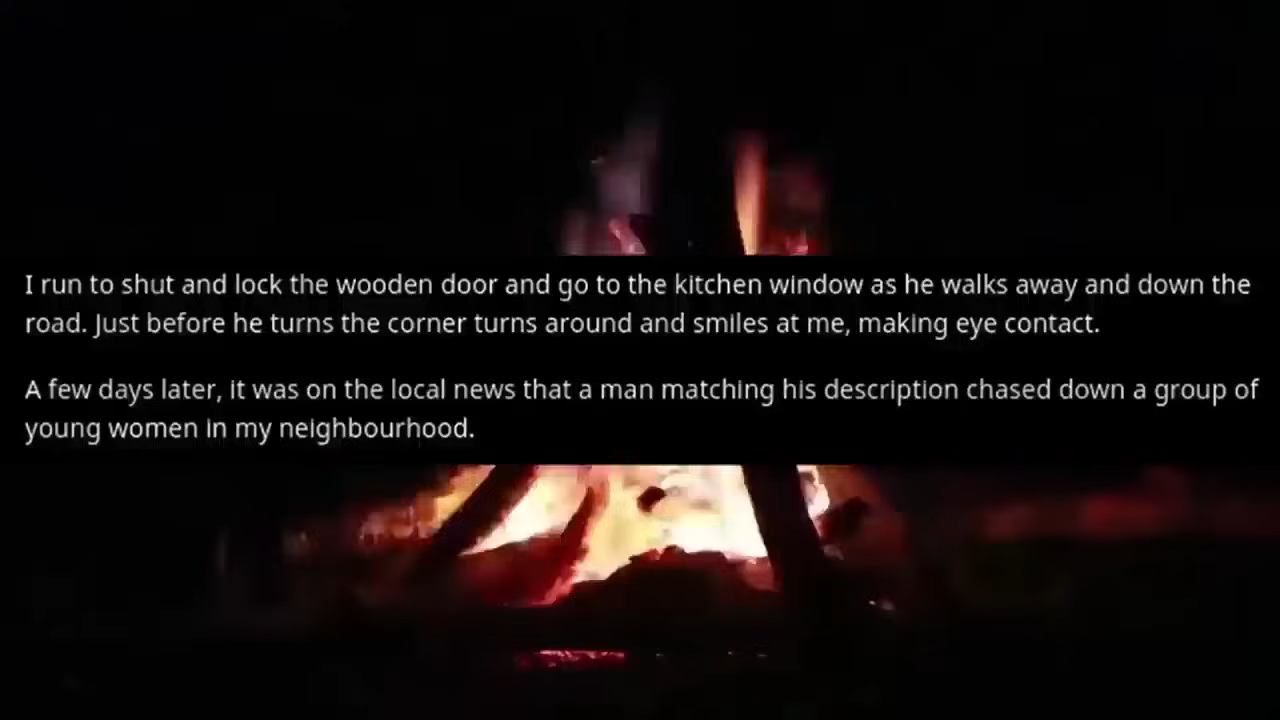 I run to shut and lock the wooden door and go to the kitchen window as he walks away and down the
road. Just before he turns the corner turns around and smiles at me, making eye contact.
A few days later, it was on the local news that a man matching his description chased down a group of
young women in my neighbourhood.